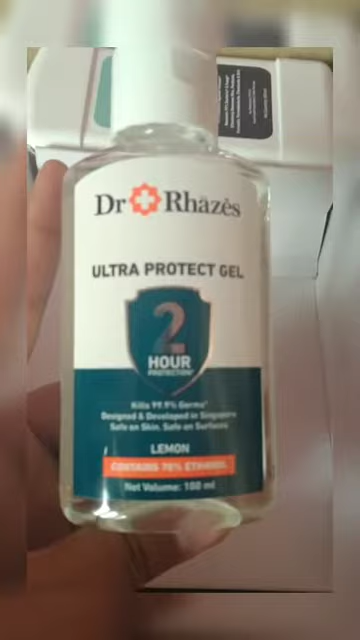 Dr Rhazès
ULTRA PROTECT GEL
2
HOUR
PROTECTION*
Kills 99.9% Germs*
Designed & Developed in Singapore
Safe on Skin. Safe on Surfaces
LEMON
CONTAINS 70% ETHANOL
Net Volume: 100 ml